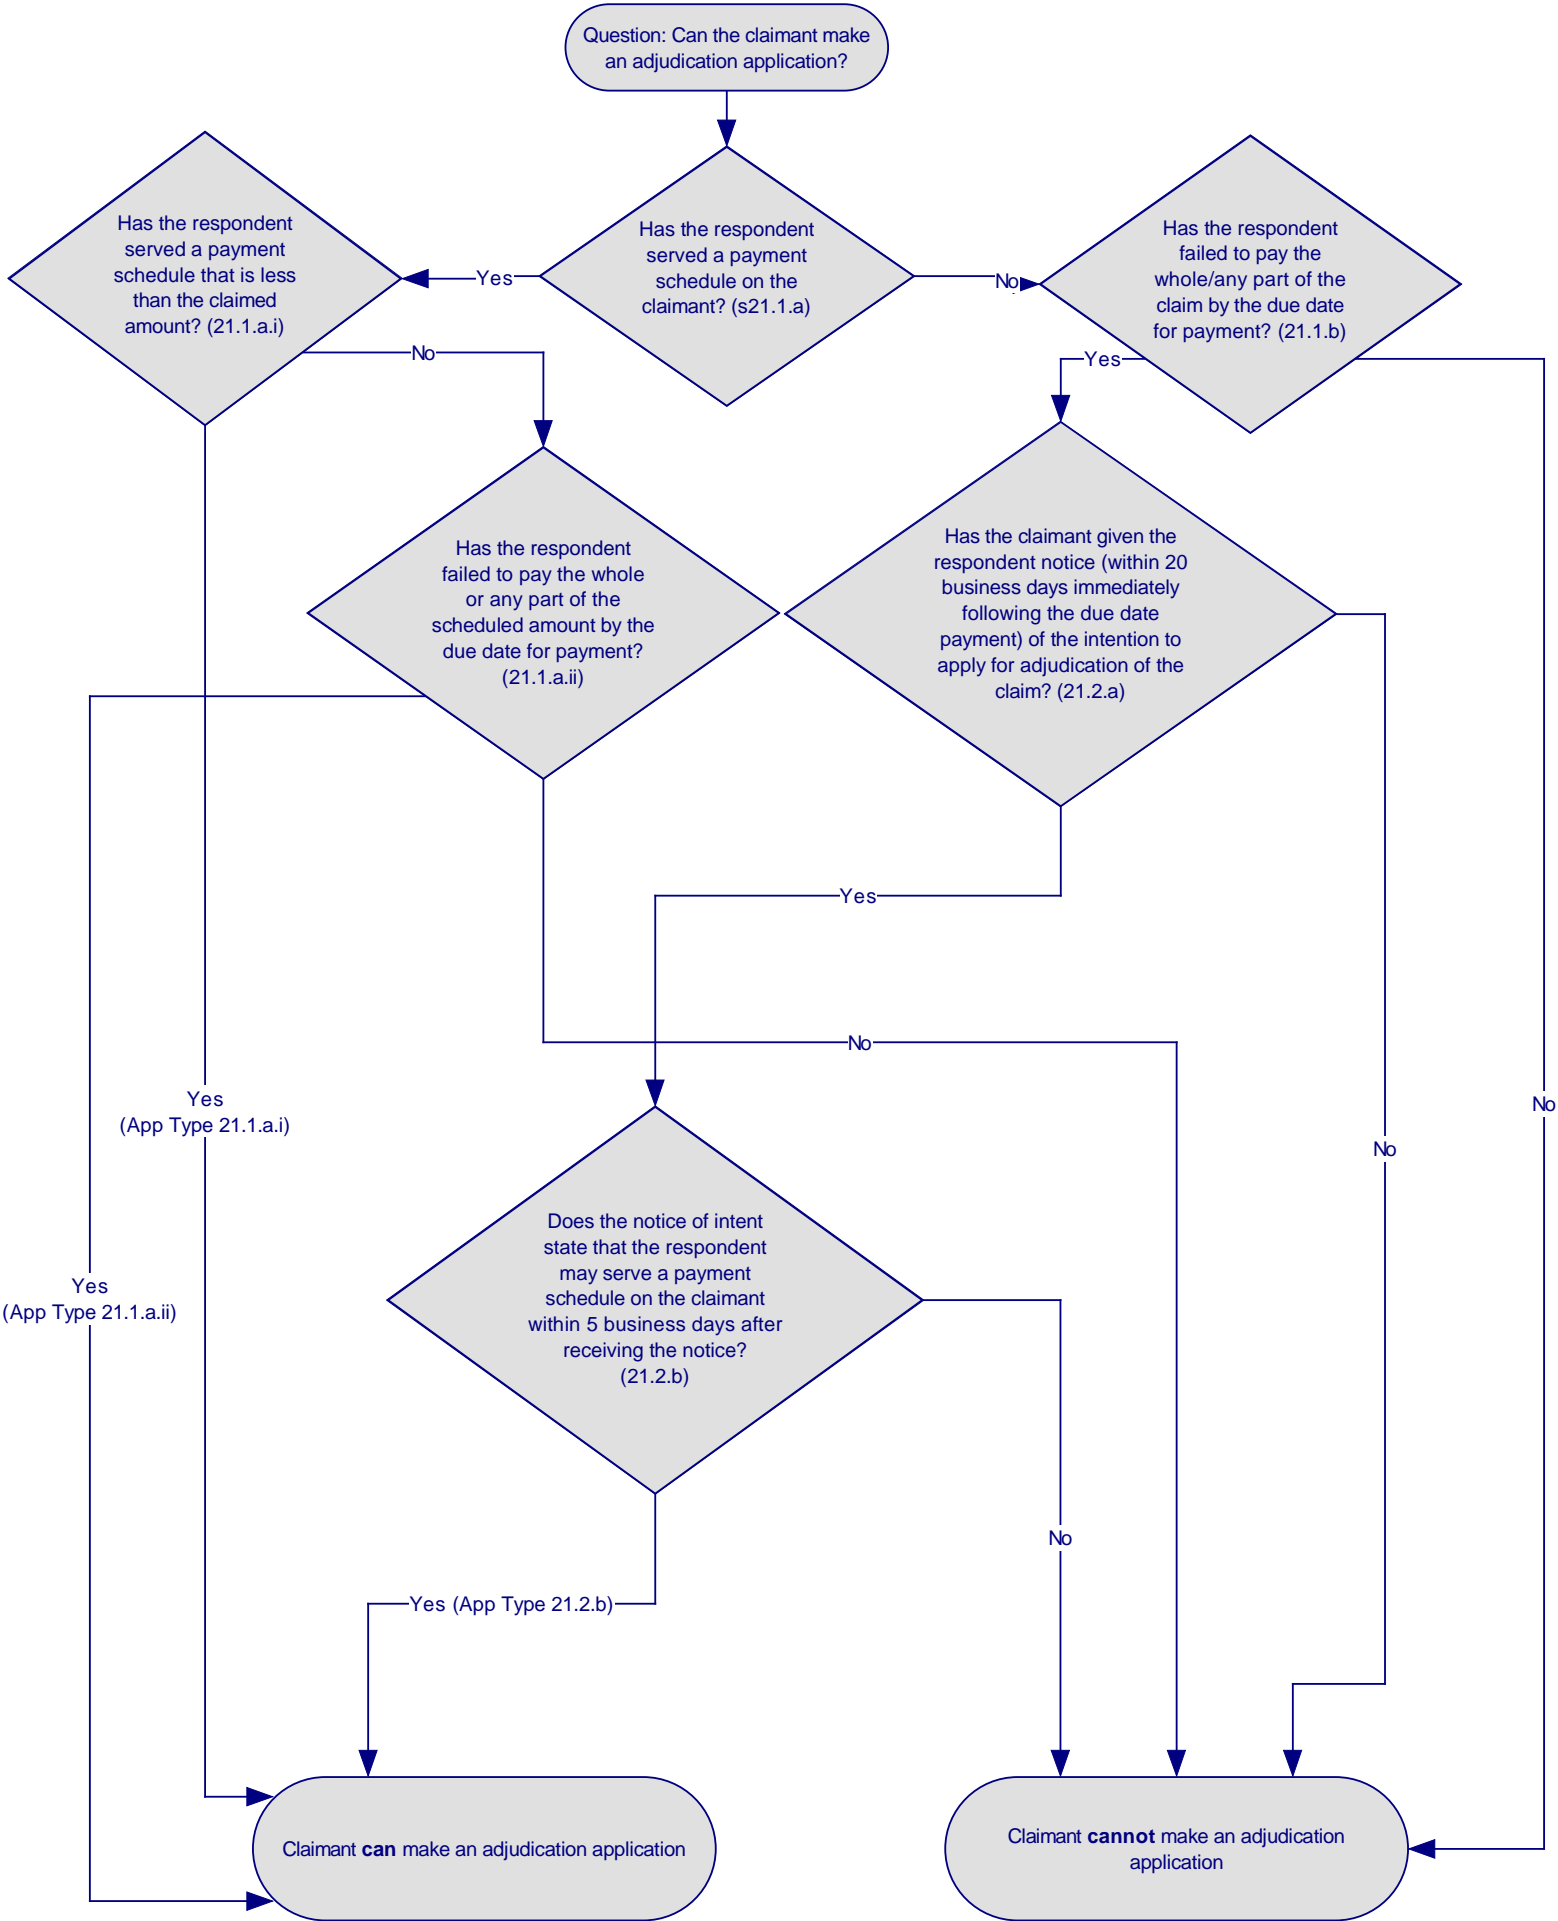 Question: Can the claimant make
an adjudication application?
Has the respondent
served a payment
schedule that is less
than the claimed
amount? (21.1.a.i)
Yes
Has the respondent
served a payment
schedule on the
claimant? (s21.1.a)
No
Has the respondent
failed to pay the
whole/any part of the
claim by the due date
for payment? (21.1.b)
No
Yes
Has the respondent
failed to pay the whole
or any part of the
scheduled amount by the
due date for payment?
(21.1.a.ii)
Has the claimant given the
respondent notice (within 20
business days immediately
following the due date
payment) of the intention to
apply for adjudication of the
claim? (21.2.a)
Yes
No
Yes
(App Type 21.1.a.i)
No
No
Does the notice of intent
state that the respondent
may serve a payment
schedule on the claimant
within 5 business days after
receiving the notice?
(21.2.b)
Yes
(App Type 21.1.a.ii)
No
Yes (App Type 21.2.b)
Claimant can make an adjudication application
Claimant cannot make an adjudication
application